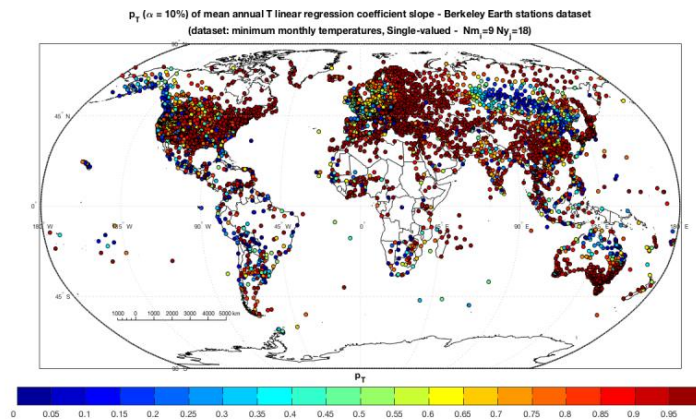 p_T (α = 10%) of mean annual T linear regression coefficient slope - Berkeley Earth stations dataset
(dataset: minimum monthly temperatures, Single-valued - Nm_i=9 Ny_j=18)
45° N
0°
180° W 135° W 90° W 45° W 0 180° E
45° S
1000 0 1000 2000 3000 4000 5000 km
p_T
0 0.05 0.1 0.15 0.2 0.25 0.3 0.35 0.4 0.45 0.5 0.55 0.6 0.65 0.7 0.75 0.8 0.85 0.9 0.95